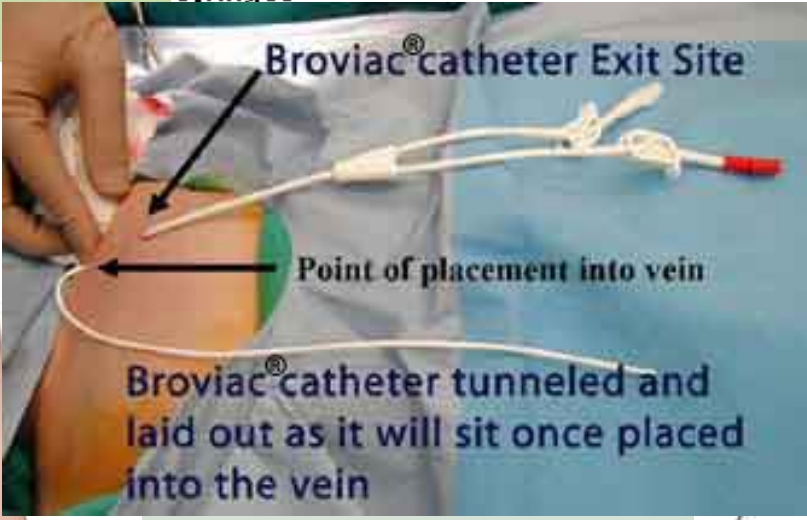 Broviac®catheter Exit Site
Point of placement into vein
Broviac®catheter tunneled and
laid out as it will sit once placed
into the vein